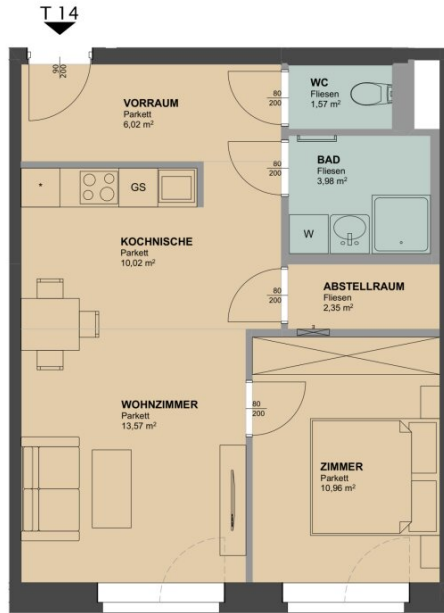 T 14
90
200
VORRAUM
Parkett
6,02 m²
80
200
WC
Fliesen
1,57 m²
80
200
BAD
Fliesen
3,98 m²
*
GS
W
KOCHNISCHE
Parkett
10,02 m²
80
200
ABSTELLRAUM
Fliesen
2,35 m²
WOHNZIMMER
Parkett
13,57 m²
80
200
ZIMMER
Parkett
10,96 m²